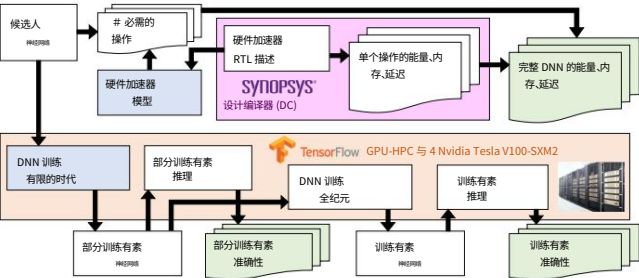 候选人
神经网络
# 必需的
操作
硬件加速器
模型
硬件加速器
RTL 描述
SYNOPSYS®
设计编译器 (DC)
单个操作的能量、内
存、延迟
完整 DNN 的能量、内
存、延迟
TensorFlow GPU-HPC 与 4 Nvidia Tesla V100-SXM2
DNN 训练
有限的时代
部分训练有素
推理
DNN 训练
全纪元
训练有素
推理
部分训练有素
神经网络
部分训练有素
准确性
训练有素
神经网络
训练有素
准确性